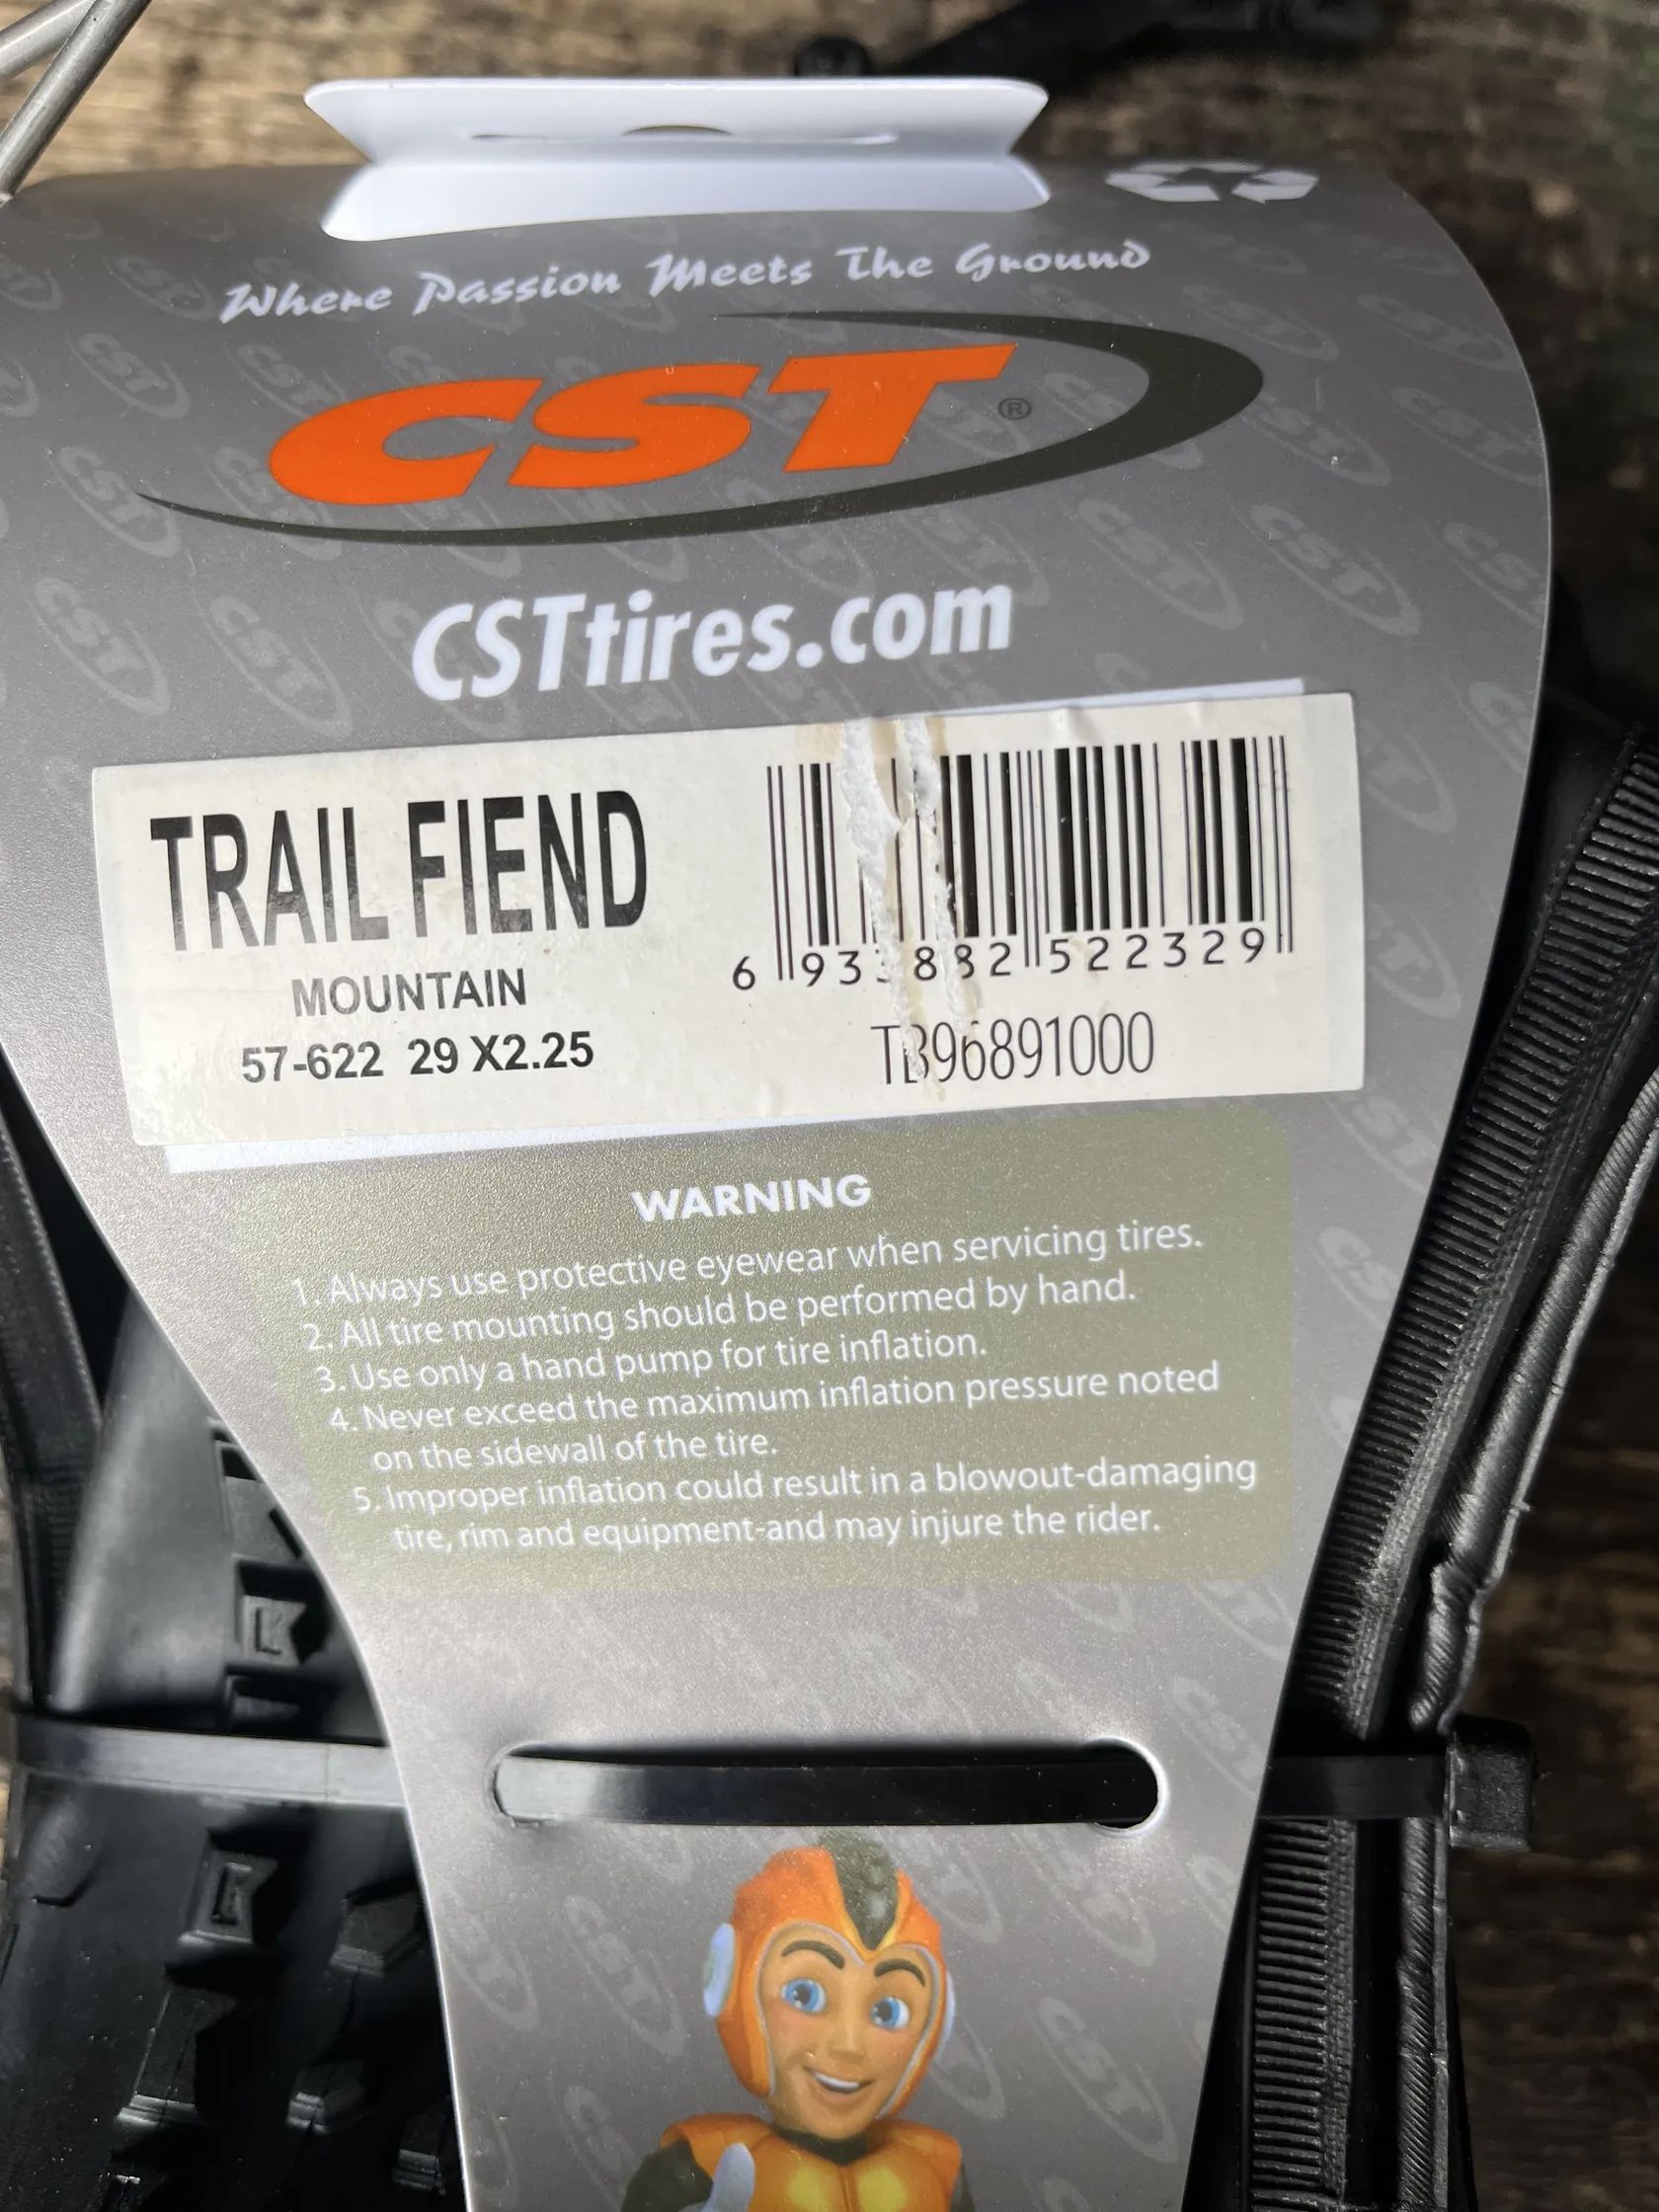 Where Passion Meets The Ground
CST®
CSTtires.com
TRAIL FIEND
MOUNTAIN
57-622 29 X2.25
TB96891000
WARNING
1. Always use protective eyewear when servicing tires.
2. All tire mounting should be performed by hand.
3. Use only a hand pump for tire inflation.
4. Never exceed the maximum inflation pressure noted
on the sidewall of the tire.
5. Improper inflation could result in a blowout-damaging
tire, rim and equipment-and may injure the rider.